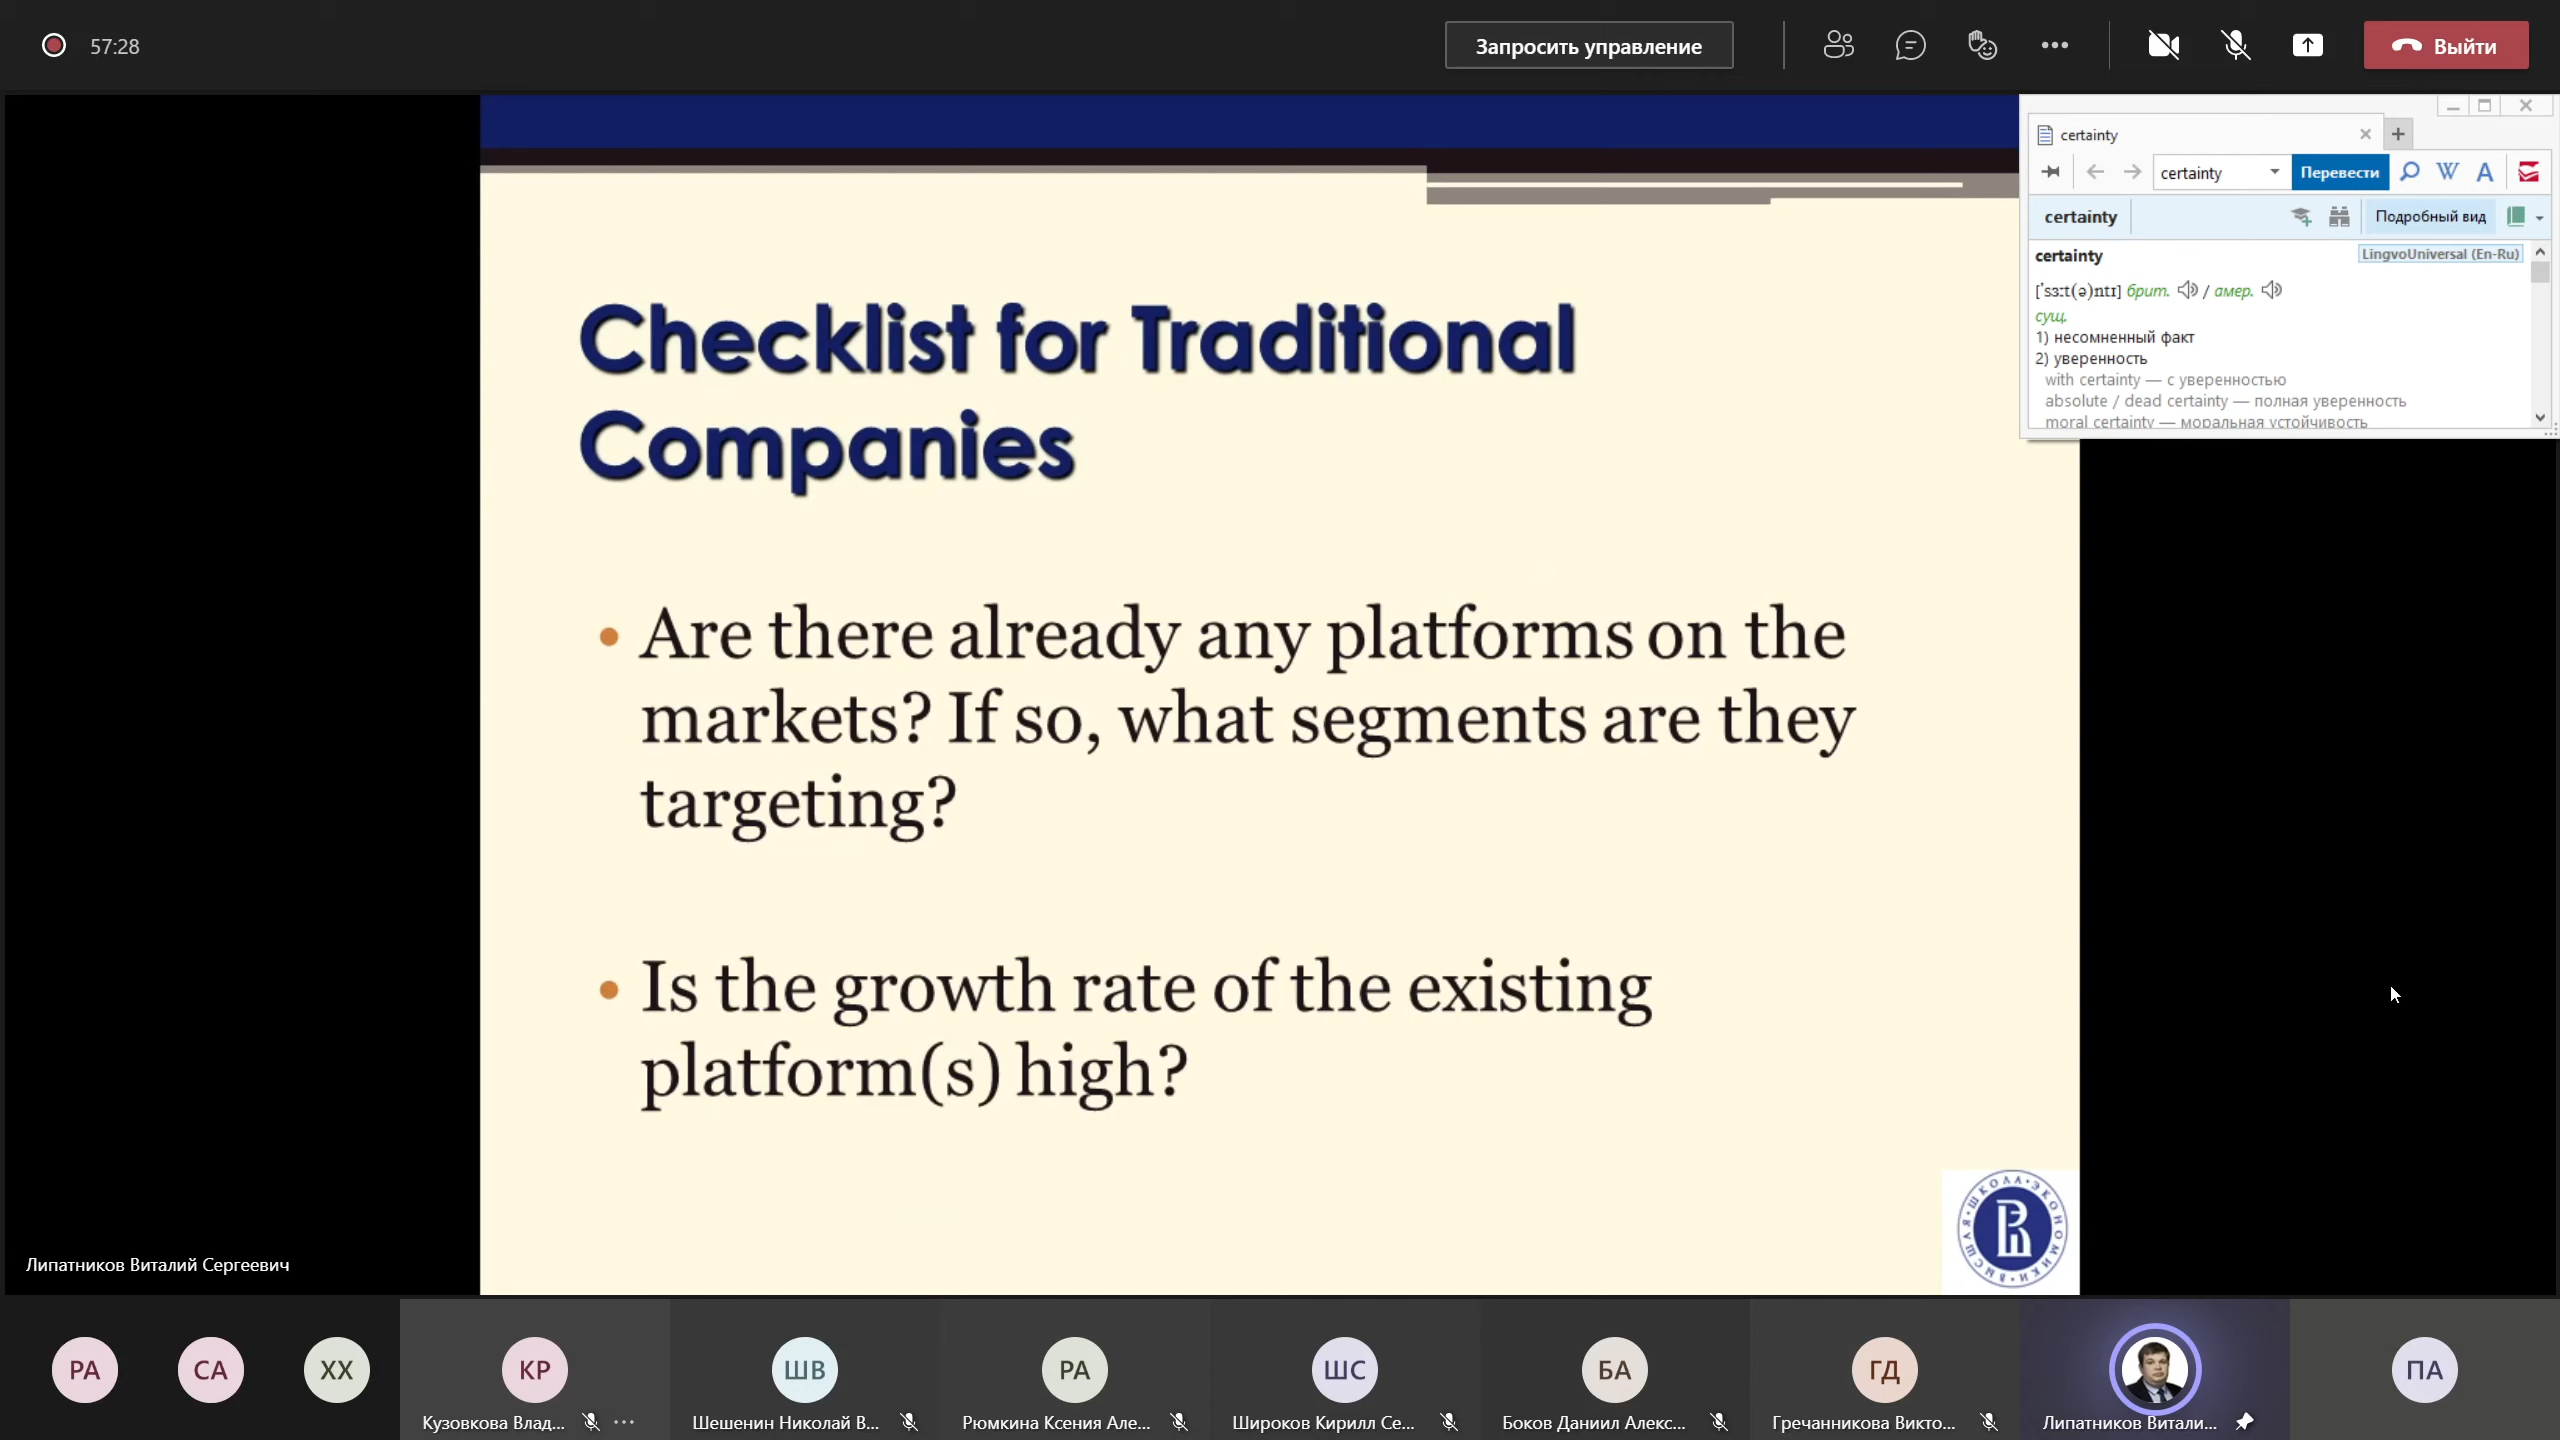 57:28
Запросить управление
Выйти
Checklist for Traditional
Companies
• Are there already any platforms on the
markets? If so, what segments are they
targeting?
• Is the growth rate of the existing
platform(s) high?
certainty
certainty
Перевести
W
A
certainty
Подробный вид
certainty
LingvoUniversal (En-Ru)
['sɜːt(ə)ntɪ] брит. / амер.
сущ.
1) несомненный факт
2) уверенность
with certainty — с уверенностью
absolute / dead certainty — полная уверенность
moral certainty — моральная устойчивость
ВЫСШАЯ • ШКОЛА • ЭКОНОМИКИ
Липатников Виталий Сергеевич
РА
СА
ХХ
КР
ШВ
РА
ШС
БА
ГД
ПА
Кузовкова Влад...
Шешенин Николай В...
Рюмкина Ксения Але...
Широков Кирилл Се...
Боков Даниил Алекс...
Гречанникова Викто...
Липатников Витали...